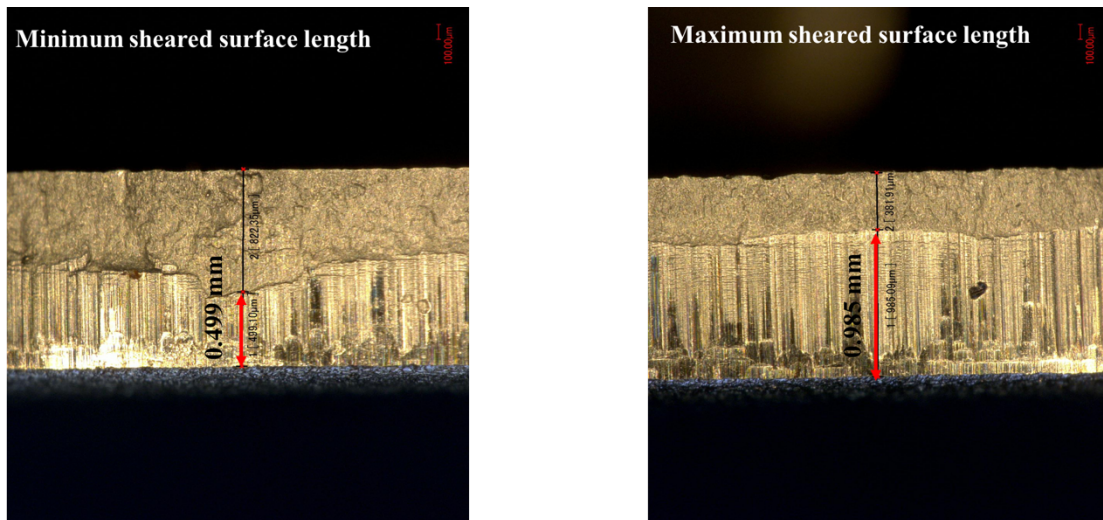 Minimum sheared surface length
100.00μm
2 [ 822.35μm ]
1 [ 499.10μm ]
0.499 mm
Maximum sheared surface length
100.00μm
2 [ 381.91μm ]
1 [ 985.09μm ]
0.985 mm